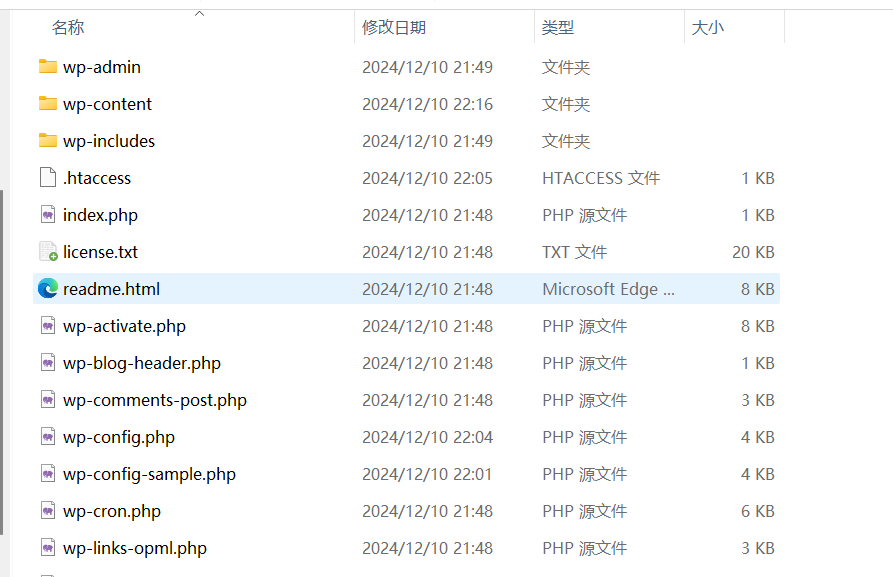 名称 修改日期 类型 大小
wp-admin 2024/12/10 21:49 文件夹
wp-content 2024/12/10 22:16 文件夹
wp-includes 2024/12/10 21:49 文件夹
.htaccess 2024/12/10 22:05 HTACCESS 文件 1 KB
index.php 2024/12/10 21:48 PHP 源文件 1 KB
license.txt 2024/12/10 21:48 TXT 文件 20 KB
readme.html 2024/12/10 21:48 Microsoft Edge ... 8 KB
wp-activate.php 2024/12/10 21:48 PHP 源文件 8 KB
wp-blog-header.php 2024/12/10 21:48 PHP 源文件 1 KB
wp-comments-post.php 2024/12/10 21:48 PHP 源文件 3 KB
wp-config.php 2024/12/10 22:04 PHP 源文件 4 KB
wp-config-sample.php 2024/12/10 22:01 PHP 源文件 4 KB
wp-cron.php 2024/12/10 21:48 PHP 源文件 6 KB
wp-links-opml.php 2024/12/10 21:48 PHP 源文件 3 KB